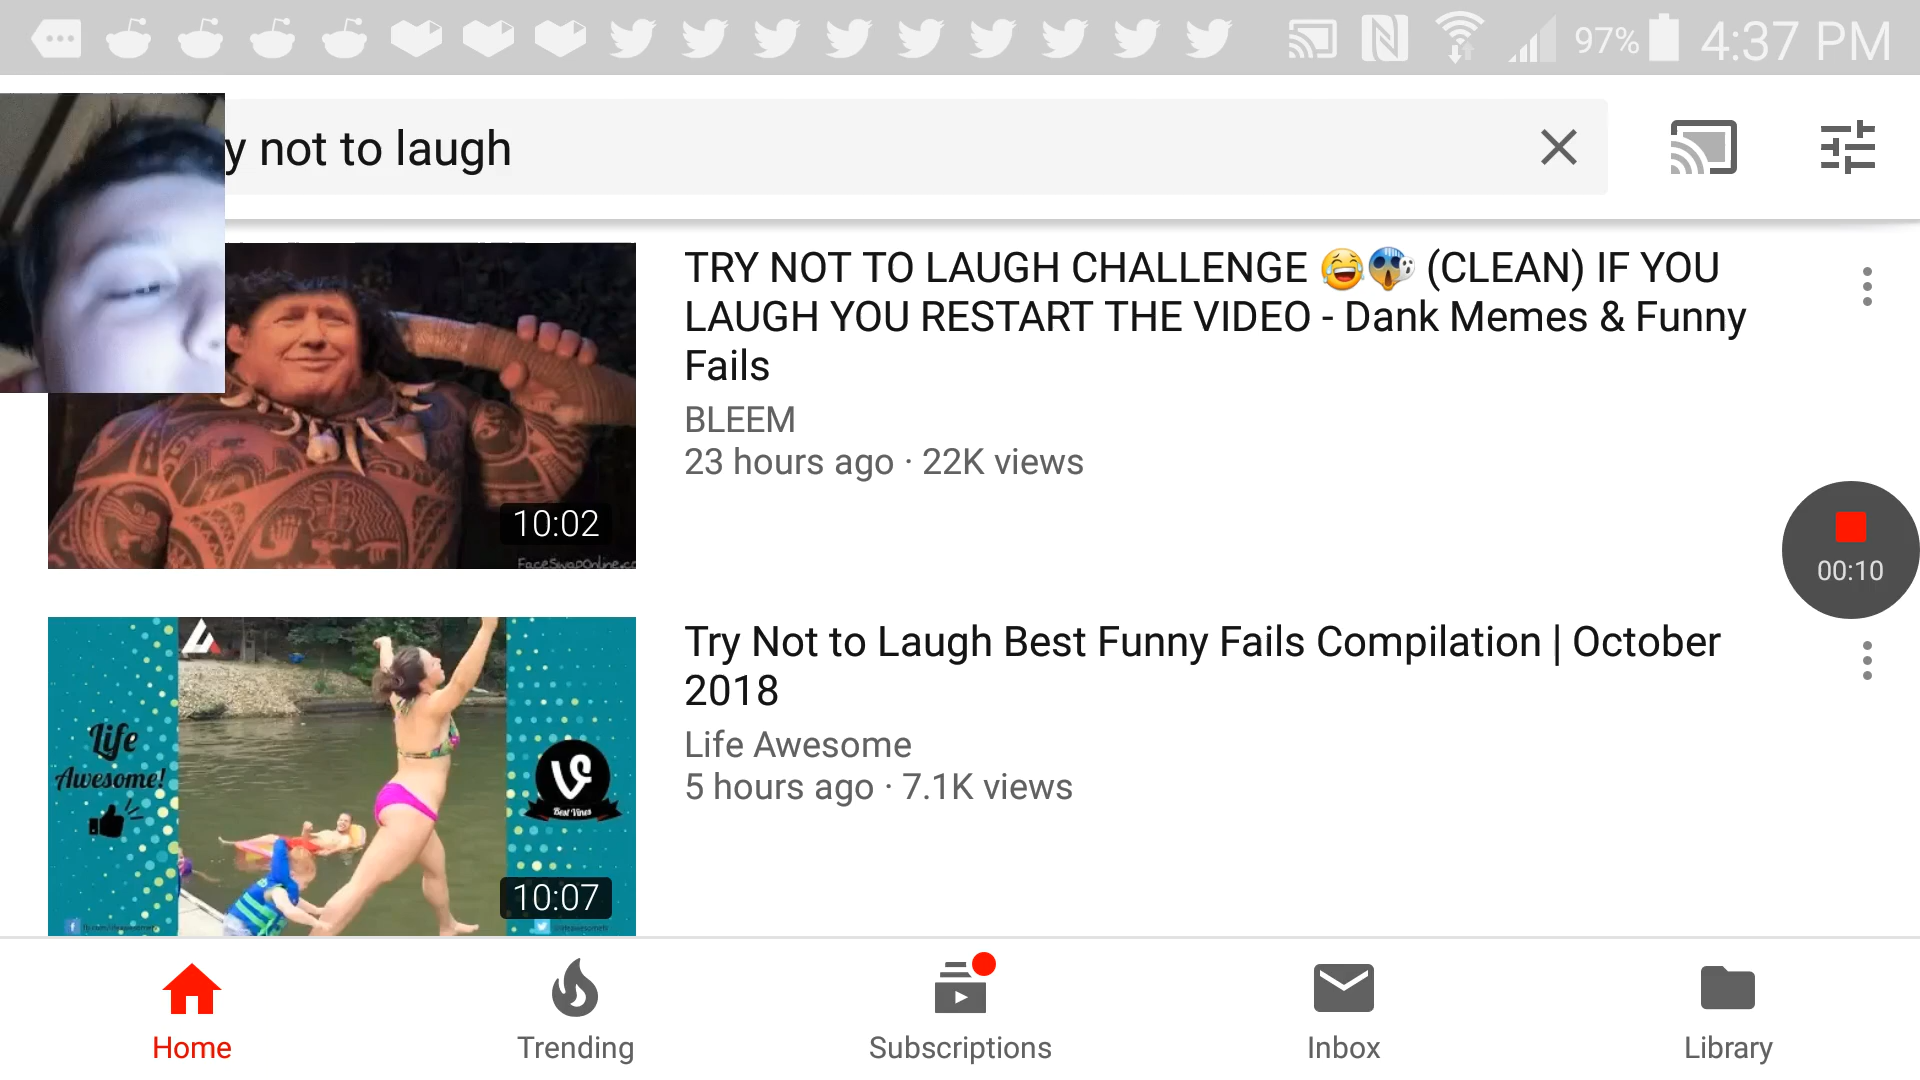 97% 4:37 PM
y not to laugh
TRY NOT TO LAUGH CHALLENGE 😂😱 (CLEAN) IF YOU
LAUGH YOU RESTART THE VIDEO - Dank Memes & Funny
Fails
BLEEM
23 hours ago · 22K views
10:02
FaceSwapOnline.co
00:10
Try Not to Laugh Best Funny Fails Compilation | October
2018
Life Awesome
5 hours ago · 7.1K views
Life
Awesome!
Best Vines
10:07
Home
Trending
Subscriptions
Inbox
Library